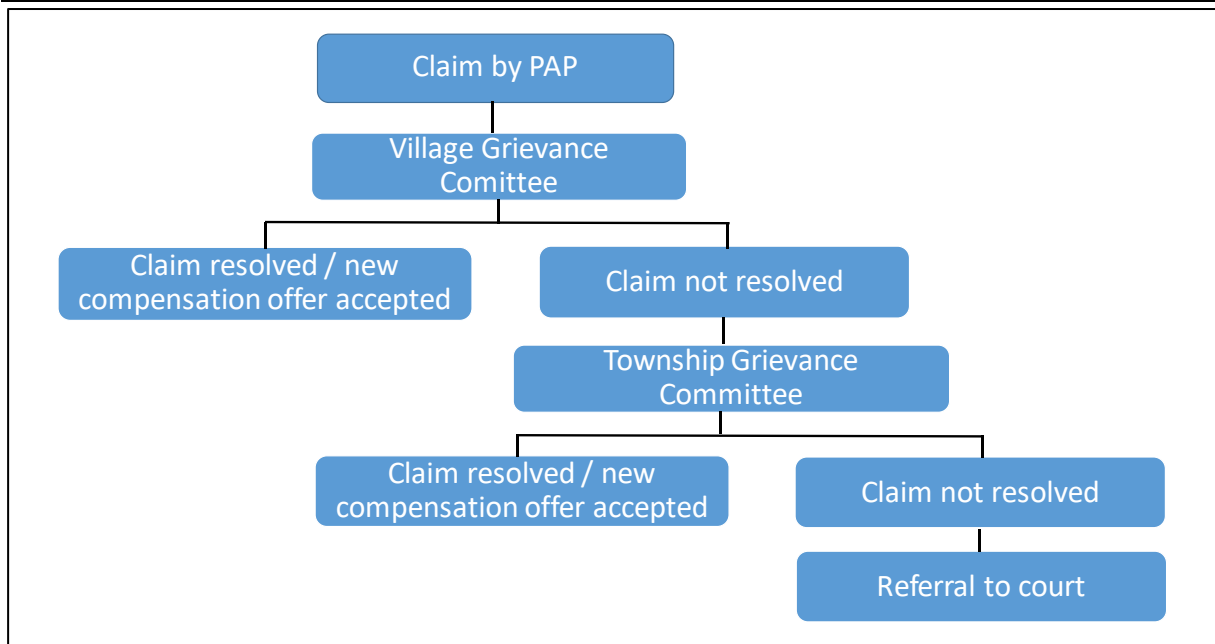 Claim by PAP
Village Grievance
Comittee
Claim resolved / new
compensation offer accepted
Claim not resolved
Township Grievance
Committee
Claim resolved / new
compensation offer accepted
Claim not resolved
Referral to court